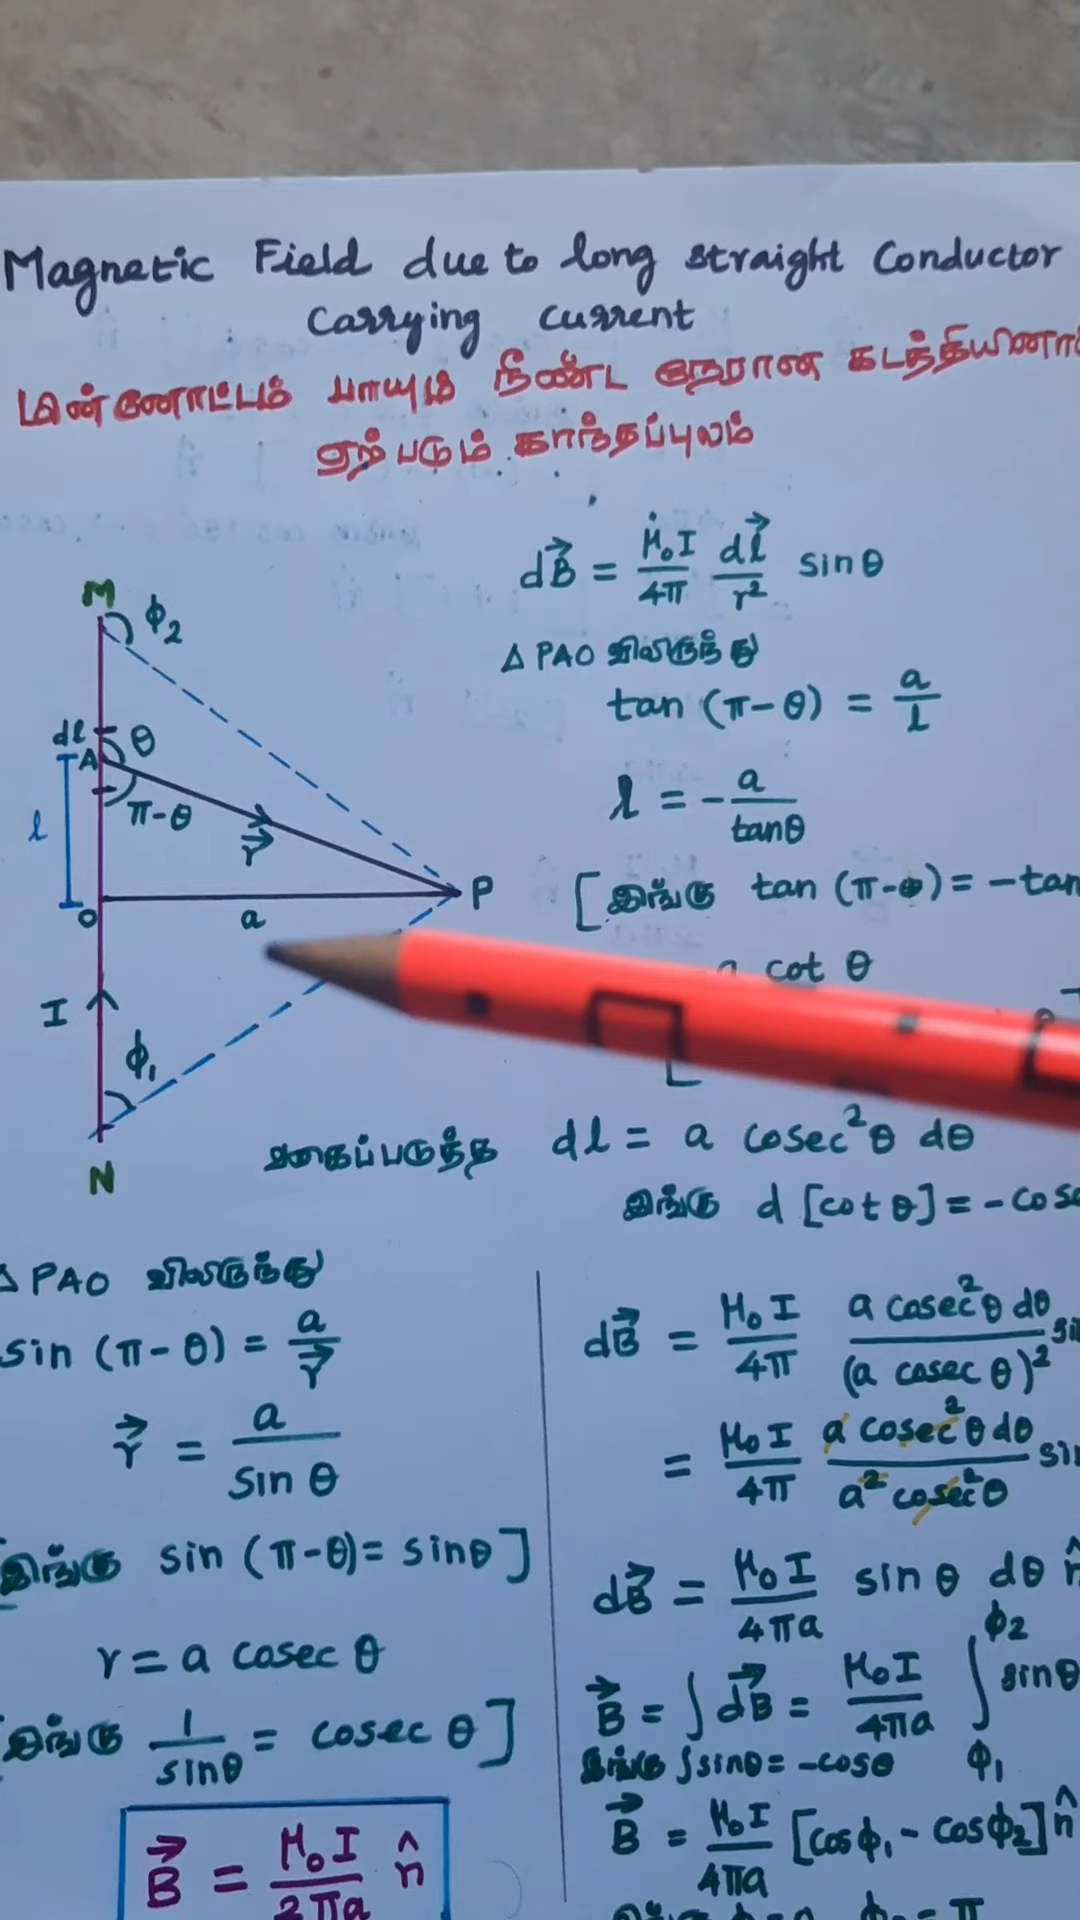 Magnetic Field due to long straight Conductor
carrying current
மின்னோட்டம் பாயும் நீண்ட நேரான கடத்தியினால்
ஏற்படும் காந்தப்புலம்
dB⃗ = μ₀I/4π dl⃗/r² sinθ
Δ PAO விலிருந்து
tan (π-θ) = a/l
l = -a/tanθ
[இங்கு tan (π-θ) = -tan
cot θ
M
ϕ₂
dl
A
θ
π-θ
l
r⃗
P
O
a
I
ϕ₁
N
வகைப்படுத்த dl = a cosec²θ dθ
இங்கு d [cot θ] = -cose
Δ PAO விலிருந்து
sin (π-θ) = a/r⃗
r⃗ = a/sin θ
[இங்கு sin (π-θ) = sinθ]
r = a cosec θ
[இங்கு 1/sinθ = cosec θ]
B⃗ = μ₀I/2πa n̂
dB⃗ = μ₀I/4π a cosec²θ dθ/(a cosec θ)² si
= μ₀I/4π a cosec²θ dθ/a² cosec²θ sin
dB⃗ = μ₀I/4πa sin θ dθ n̂
B⃗ = ∫dB⃗ = μ₀I/4πa ∫ϕ₁^ϕ₂ sinθ
இங்கு ∫sinθ = -cosθ
B⃗ = μ₀I/4πa [cosϕ₁ - cosϕ₂] n̂